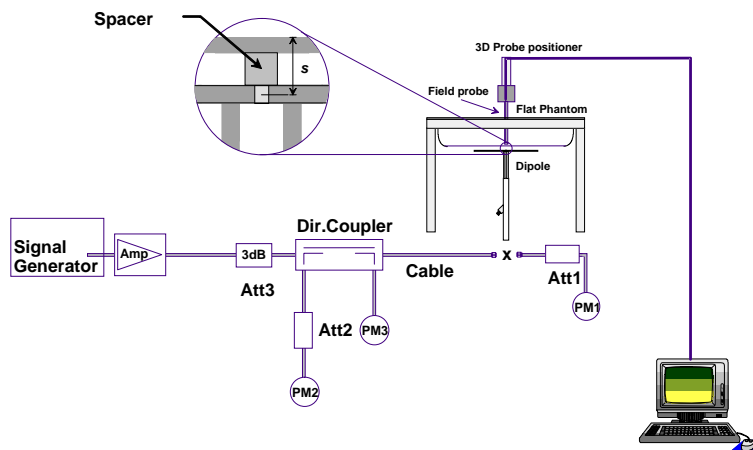 Spacer
s
3D Probe positioner
Field probe
Flat Phantom
Dipole
Signal
Generator
Amp
3dB
Att3
Dir.Coupler
Cable
x
Att1
PM1
Att2
PM3
PM2